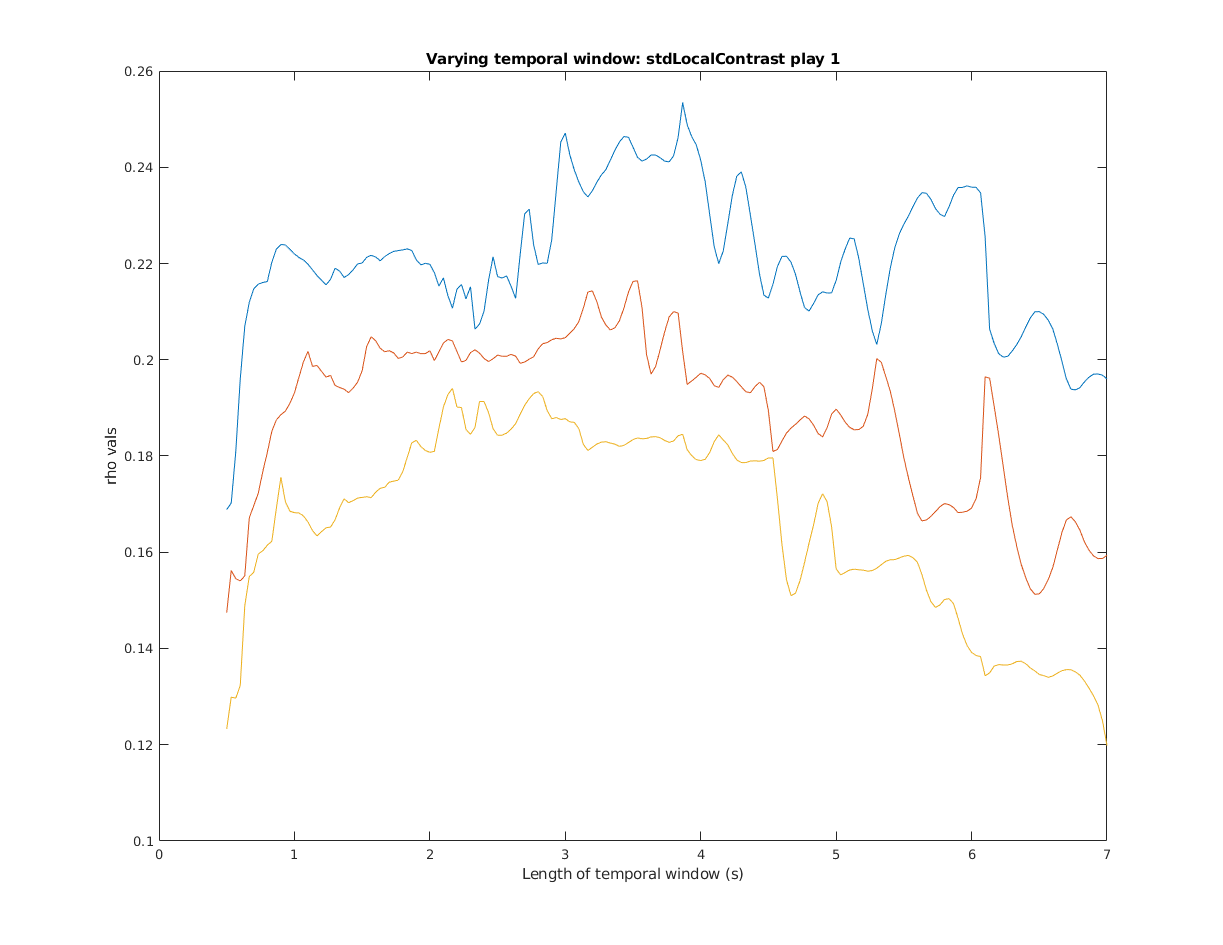 Varying temporal window: stdLocalContrast play 1
0.26
0.24
0.22
0.2
0.18
0.16
0.14
0.12
0.1
rho vals
0 1 2 3 4 5 6 7
Length of temporal window (s)